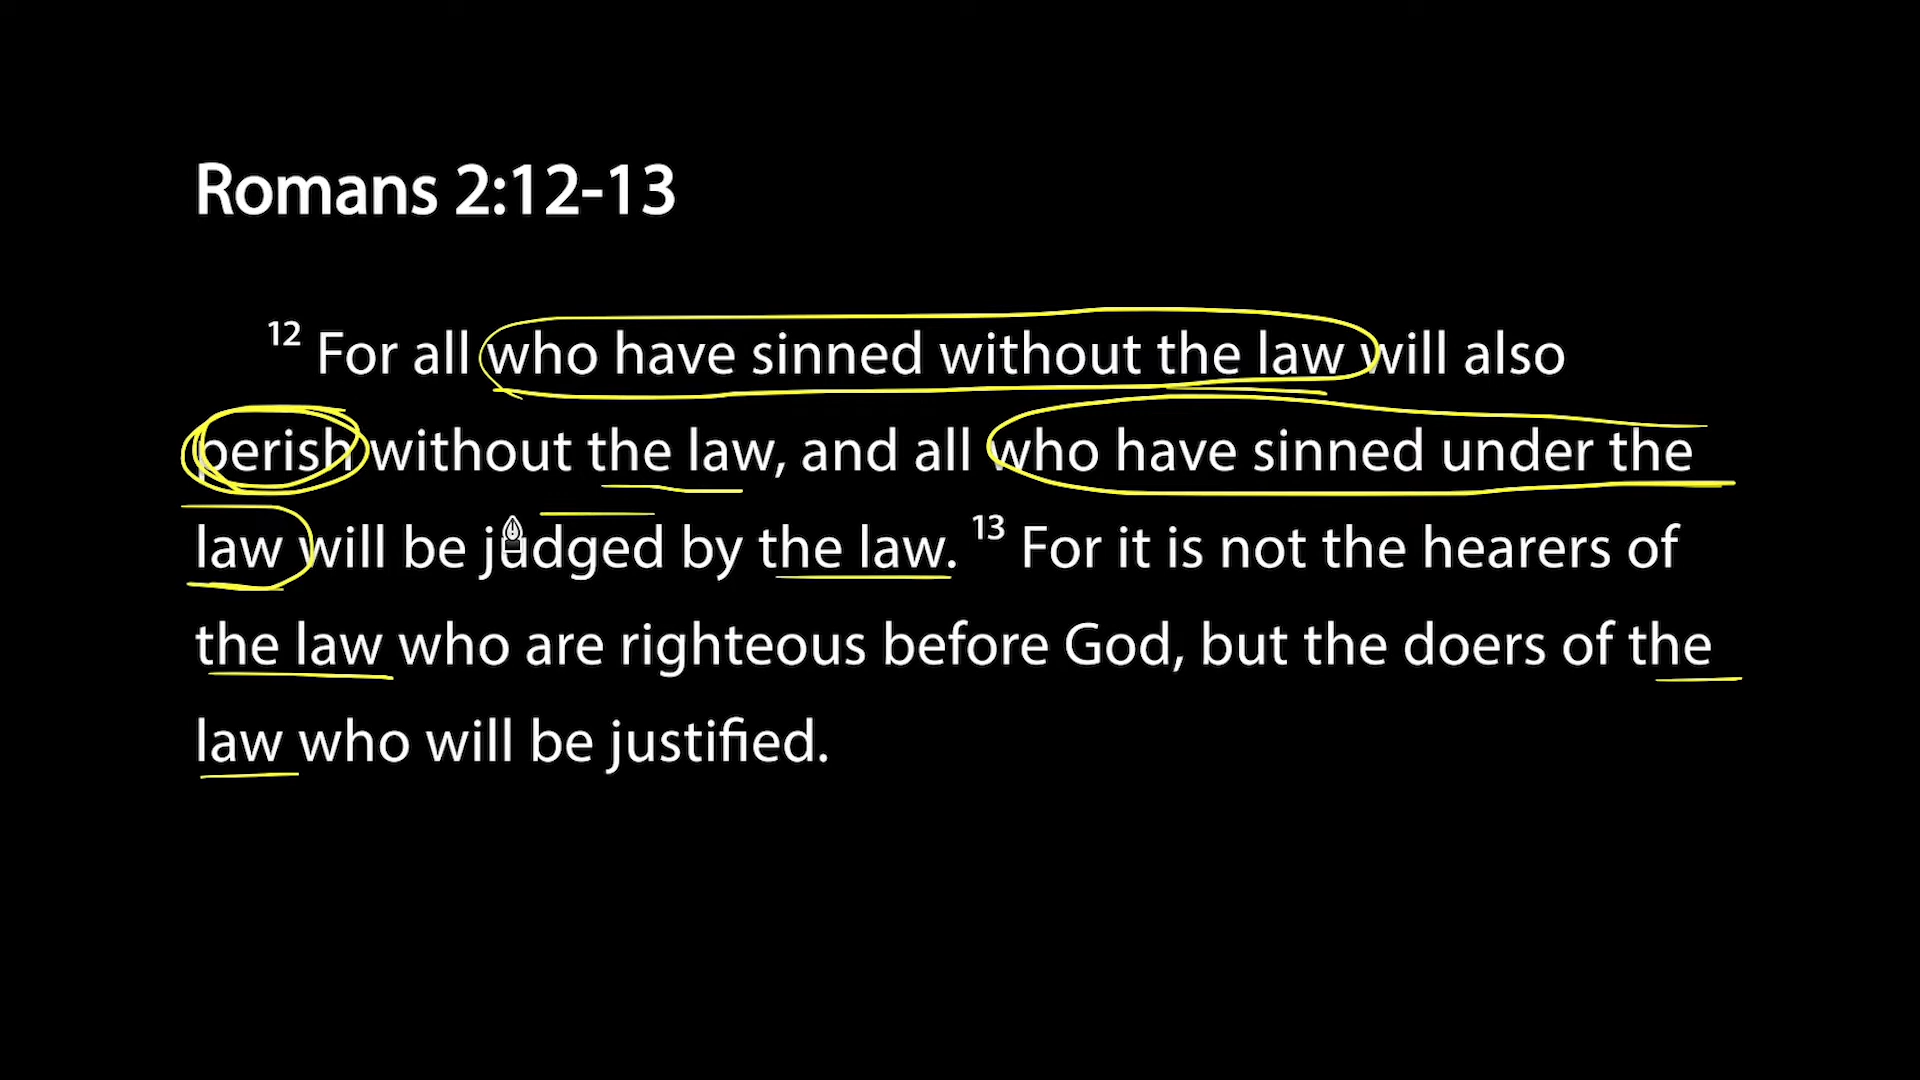 Romans 2:12-13
12 For all who have sinned without the law will also
perish without the law, and all who have sinned under the
law will be judged by the law. 13 For it is not the hearers of
the law who are righteous before God, but the doers of the
law who will be justified.